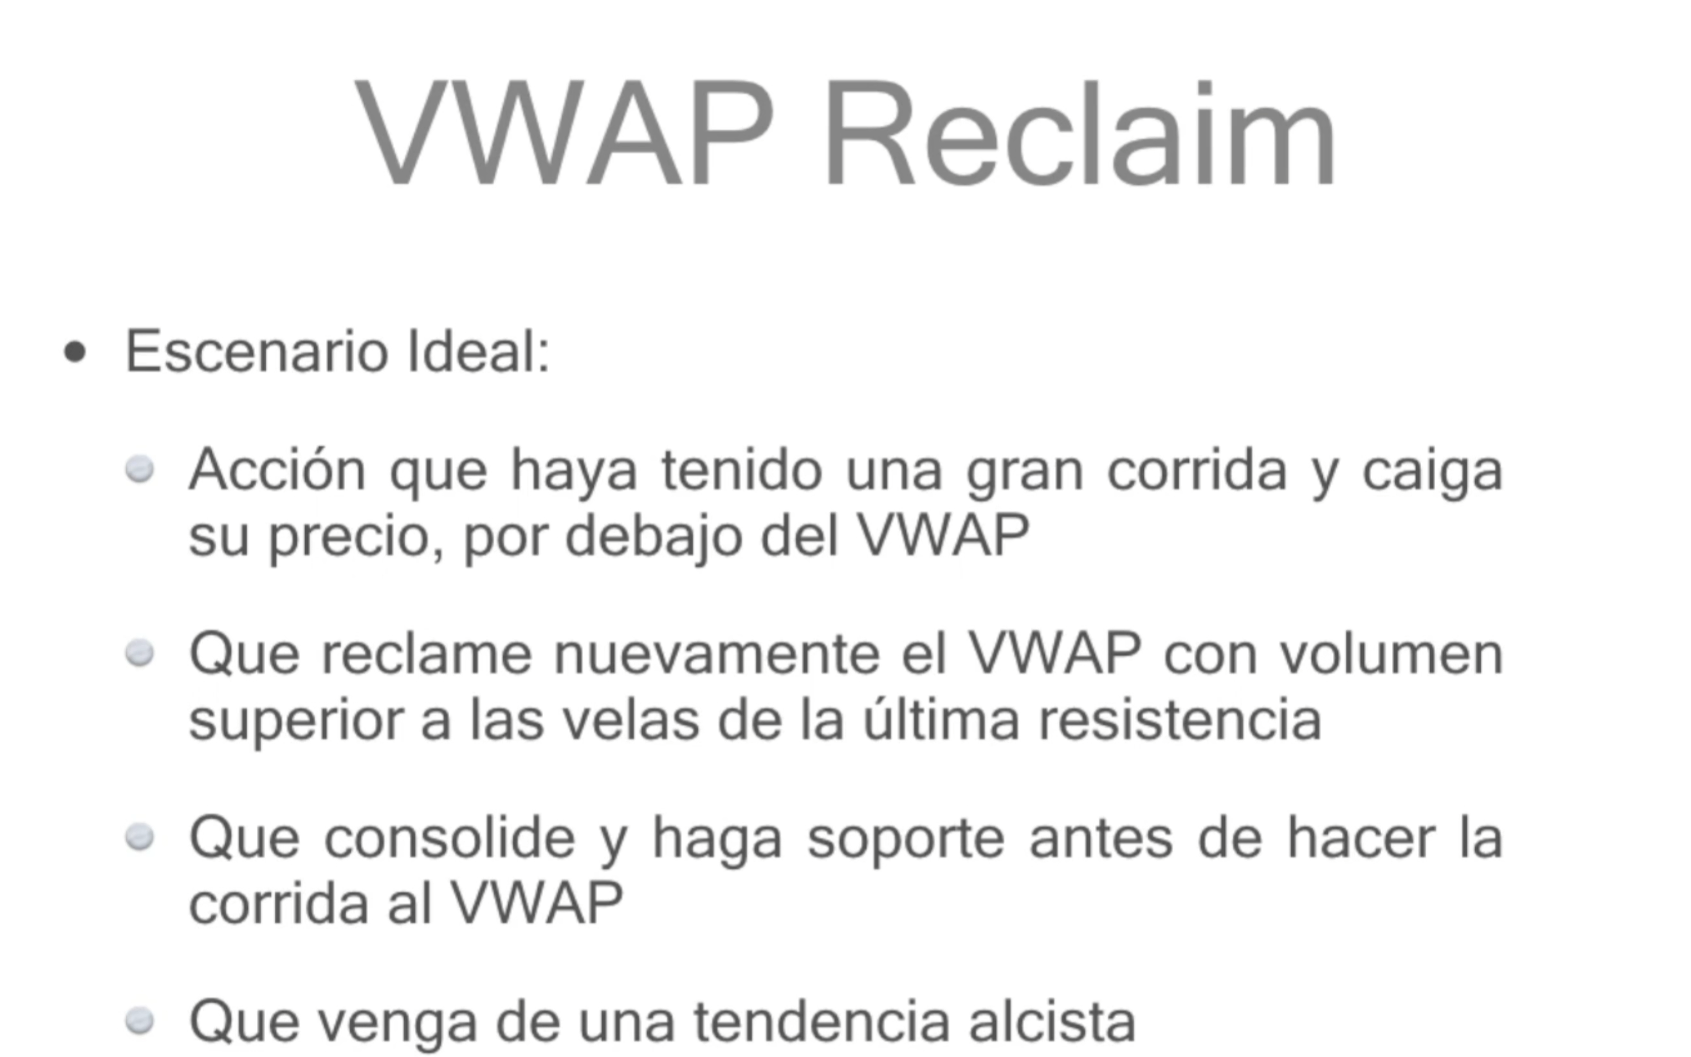 VWAP Reclaim
• Escenario Ideal:
Acción que haya tenido una gran corrida y caiga
su precio, por debajo del VWAP
Que reclame nuevamente el VWAP con volumen
superior a las velas de la última resistencia
Que consolide y haga soporte antes de hacer la
corrida al VWAP
Que venga de una tendencia alcista